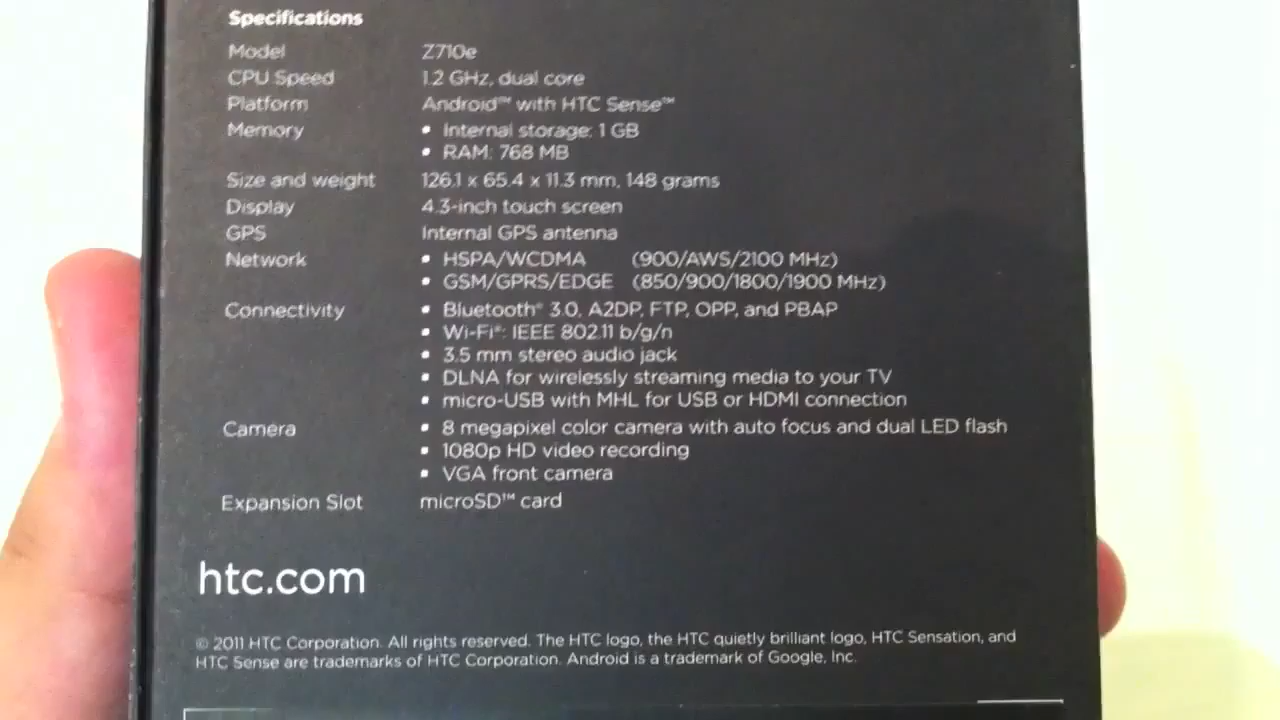 Specifications
Model Z710e
CPU Speed 1.2 GHz, dual core
Platform Android™ with HTC Sense™
Memory • Internal storage: 1 GB
• RAM: 768 MB
Size and weight 126.1 x 65.4 x 11.3 mm, 148 grams
Display 4.3-inch touch screen
GPS Internal GPS antenna
Network • HSPA/WCDMA (900/AWS/2100 MHz)
• GSM/GPRS/EDGE (850/900/1800/1900 MHz)
Connectivity • Bluetooth® 3.0, A2DP, FTP, OPP, and PBAP
• Wi-Fi®: IEEE 802.11 b/g/n
• 3.5 mm stereo audio jack
• DLNA for wirelessly streaming media to your TV
• micro-USB with MHL for USB or HDMI connection
Camera • 8 megapixel color camera with auto focus and dual LED flash
• 1080p HD video recording
• VGA front camera
Expansion Slot microSD™ card
htc.com
© 2011 HTC Corporation. All rights reserved. The HTC logo, the HTC quietly brilliant logo, HTC Sensation, and
HTC Sense are trademarks of HTC Corporation. Android is a trademark of Google, Inc.